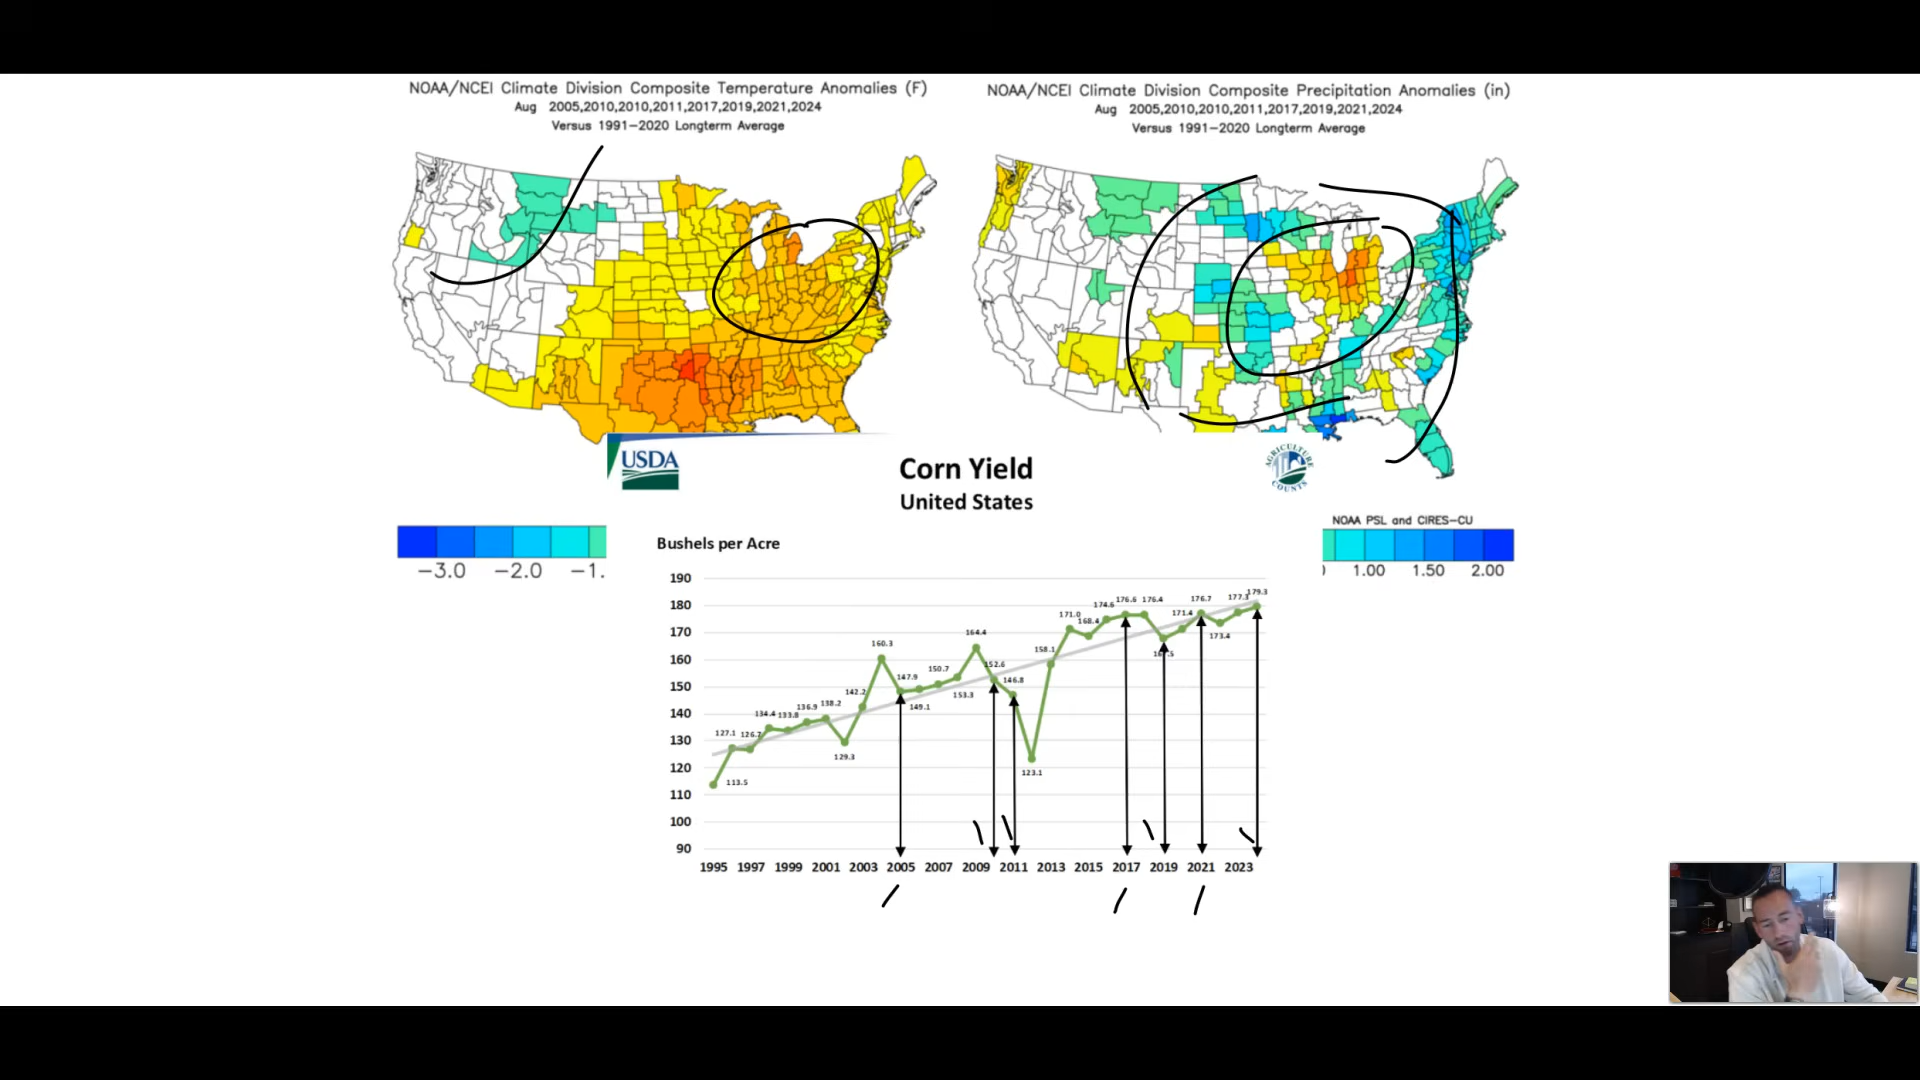 NOAA/NCEI Climate Division Composite Temperature Anomalies (F)
Aug 2005,2010,2010,2011,2017,2019,2021,2024
Versus 1991-2020 Longterm Average
NOAA/NCEI Climate Division Composite Precipitation Anomalies (in)
Aug 2005,2010,2010,2011,2017,2019,2021,2024
Versus 1991-2020 Longterm Average
USDA
Corn Yield
United States
AGRICULTURE COUNTS
NOAA PSL and CIRES-CU
-3.0 -2.0 -1.
1.00 1.50 2.00
Bushels per Acre
190
180
170
160
150
140
130
120
110
100
90
113.5
127.1
126.7
134.4
133.8
136.9
138.2
129.3
142.2
160.3
147.9
149.1
150.7
153.3
164.4
152.6
146.8
123.1
158.1
171.0
168.4
174.6
176.6
176.4
171.4
176.7
173.4
177.3
179.3
1995 1997 1999 2001 2003 2005 2007 2009 2011 2013 2015 2017 2019 2021 2023